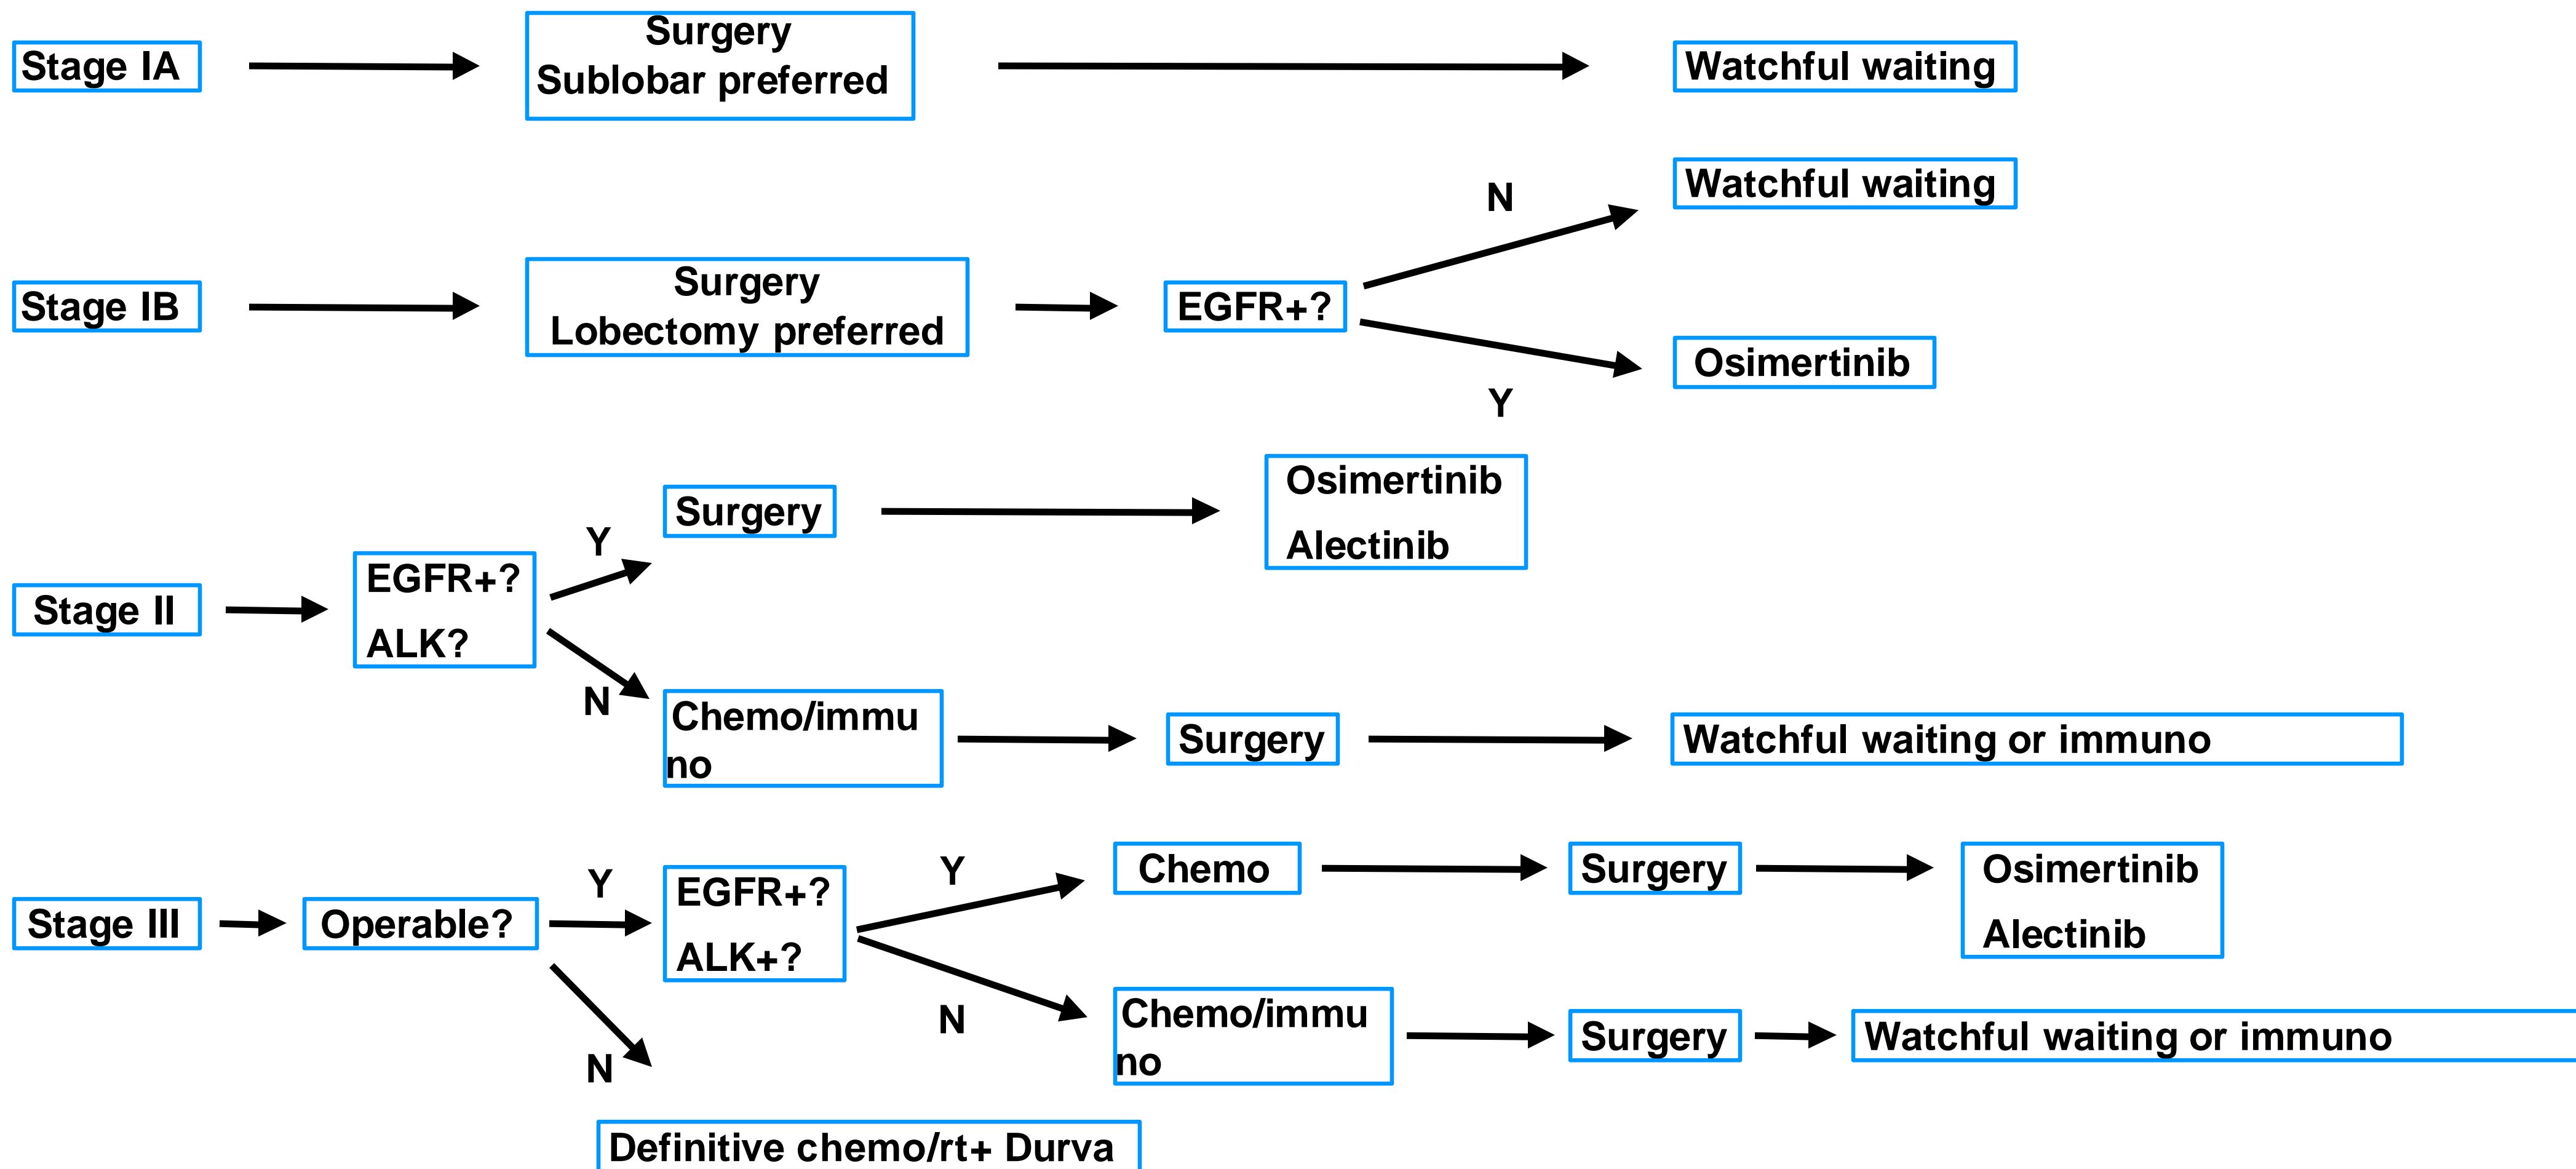 Stage IA
Surgery
Sublobar preferred
Watchful waiting
Stage IB
Surgery
Lobectomy preferred
EGFR+?
N
Watchful waiting
Y
Osimertinib
Stage II
EGFR+?
ALK?
Y
Surgery
Osimertinib
Alectinib
N
Chemo/immu
no
Surgery
Watchful waiting or immuno
Stage III
Operable?
Y
EGFR+?
ALK+?
Y
Chemo
Surgery
Osimertinib
Alectinib
N
Chemo/immu
no
Surgery
Watchful waiting or immuno
N
Definitive chemo/rt+ Durva